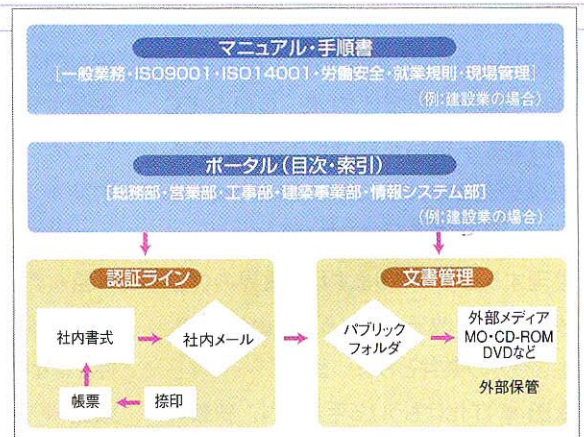 マニュアル・手順書
[一般業務・ISO9001・ISO14001・労働安全・就業規則・現場管理]
(例:建設業の場合)
ポータル(目次・索引)
[総務部・営業部・工事部・建築事業部・情報システム部]
(例:建設業の場合)
認証ライン
社内書式
社内メール
帳票
捺印
文書管理
パブリック
フォルダ
外部メディア
MO・CD-ROM
DVDなど
外部保管